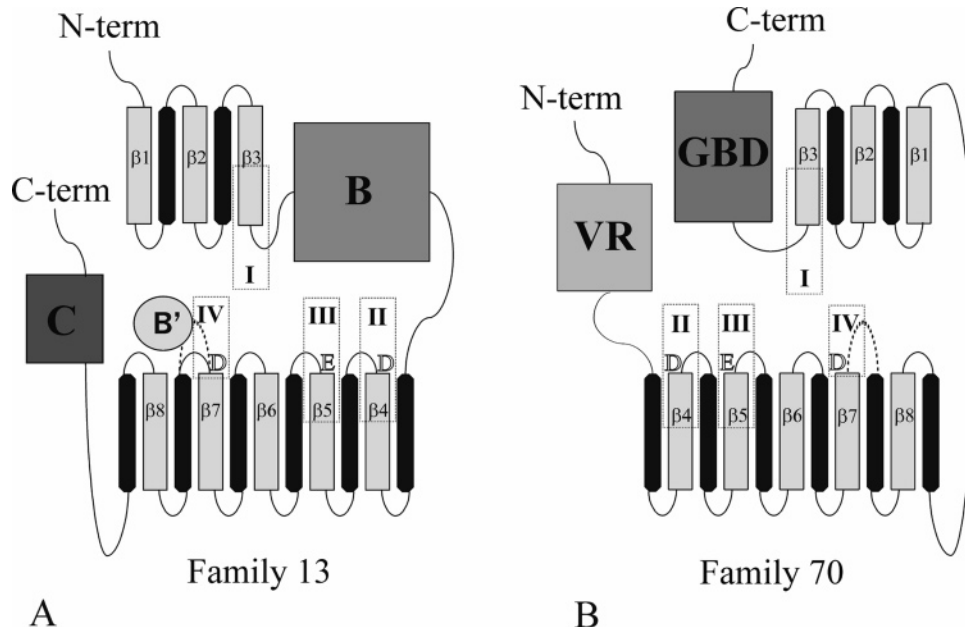 N-term
β1
β2
β3
B
C-term
I
C
B'
IV
III
II
D
E
D
β8
β7
β6
β5
β4
Family 13
A
C-term
N-term
GBD
β3
β2
β1
VR
I
II
III
IV
D
E
D
β4
β5
β6
β7
β8
Family 70
B